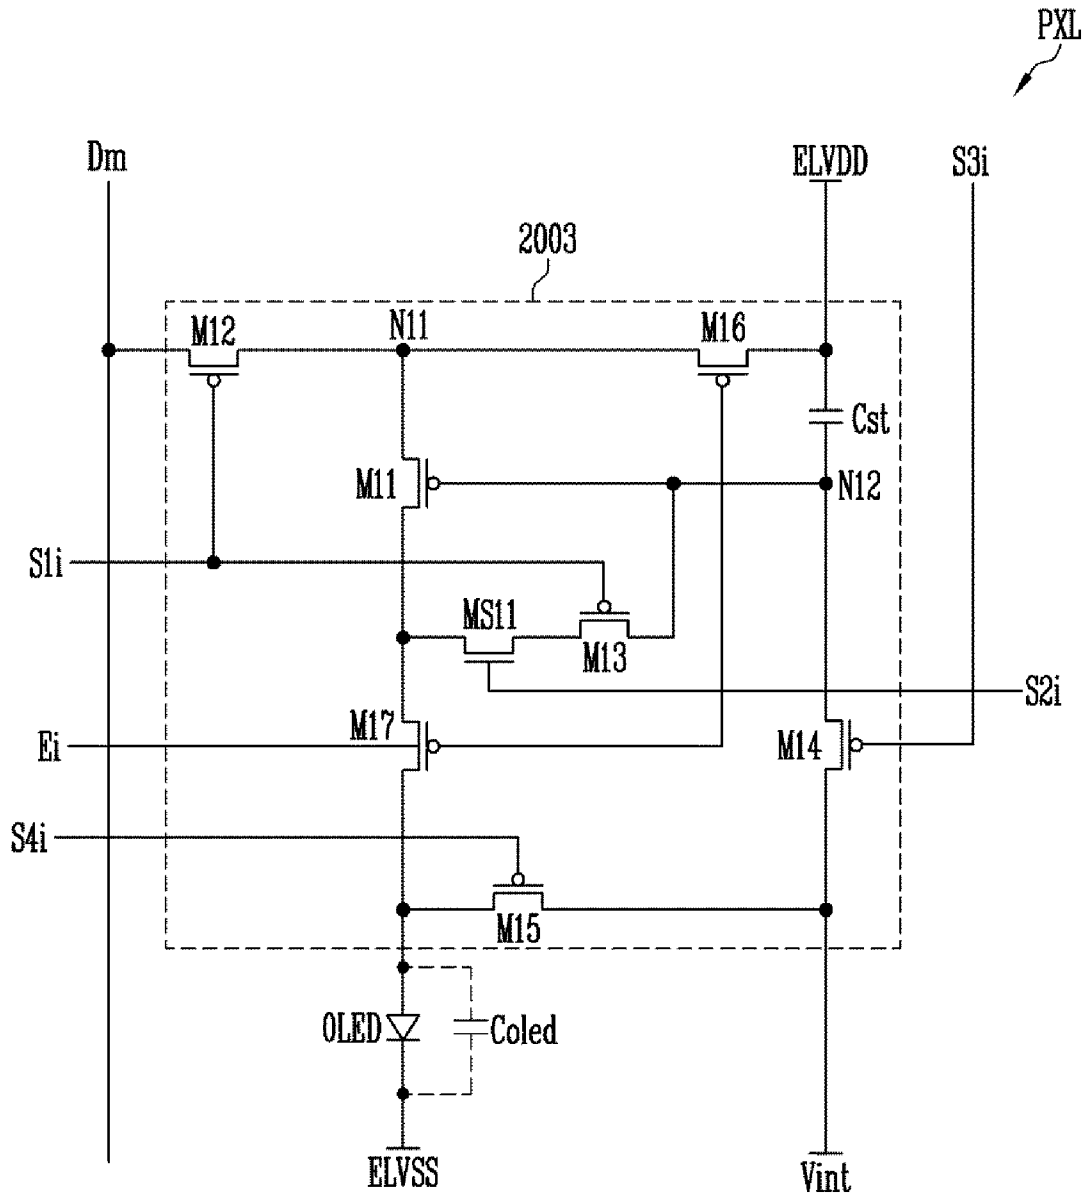 PXL
Dm
ELVDD
S3i
2003
M12
N11
M16
Cst
M11
N12
S1i
MS11
M13
S2i
M17
Ei
M14
S4i
M15
OLED
Coled
ELVSS
Vint